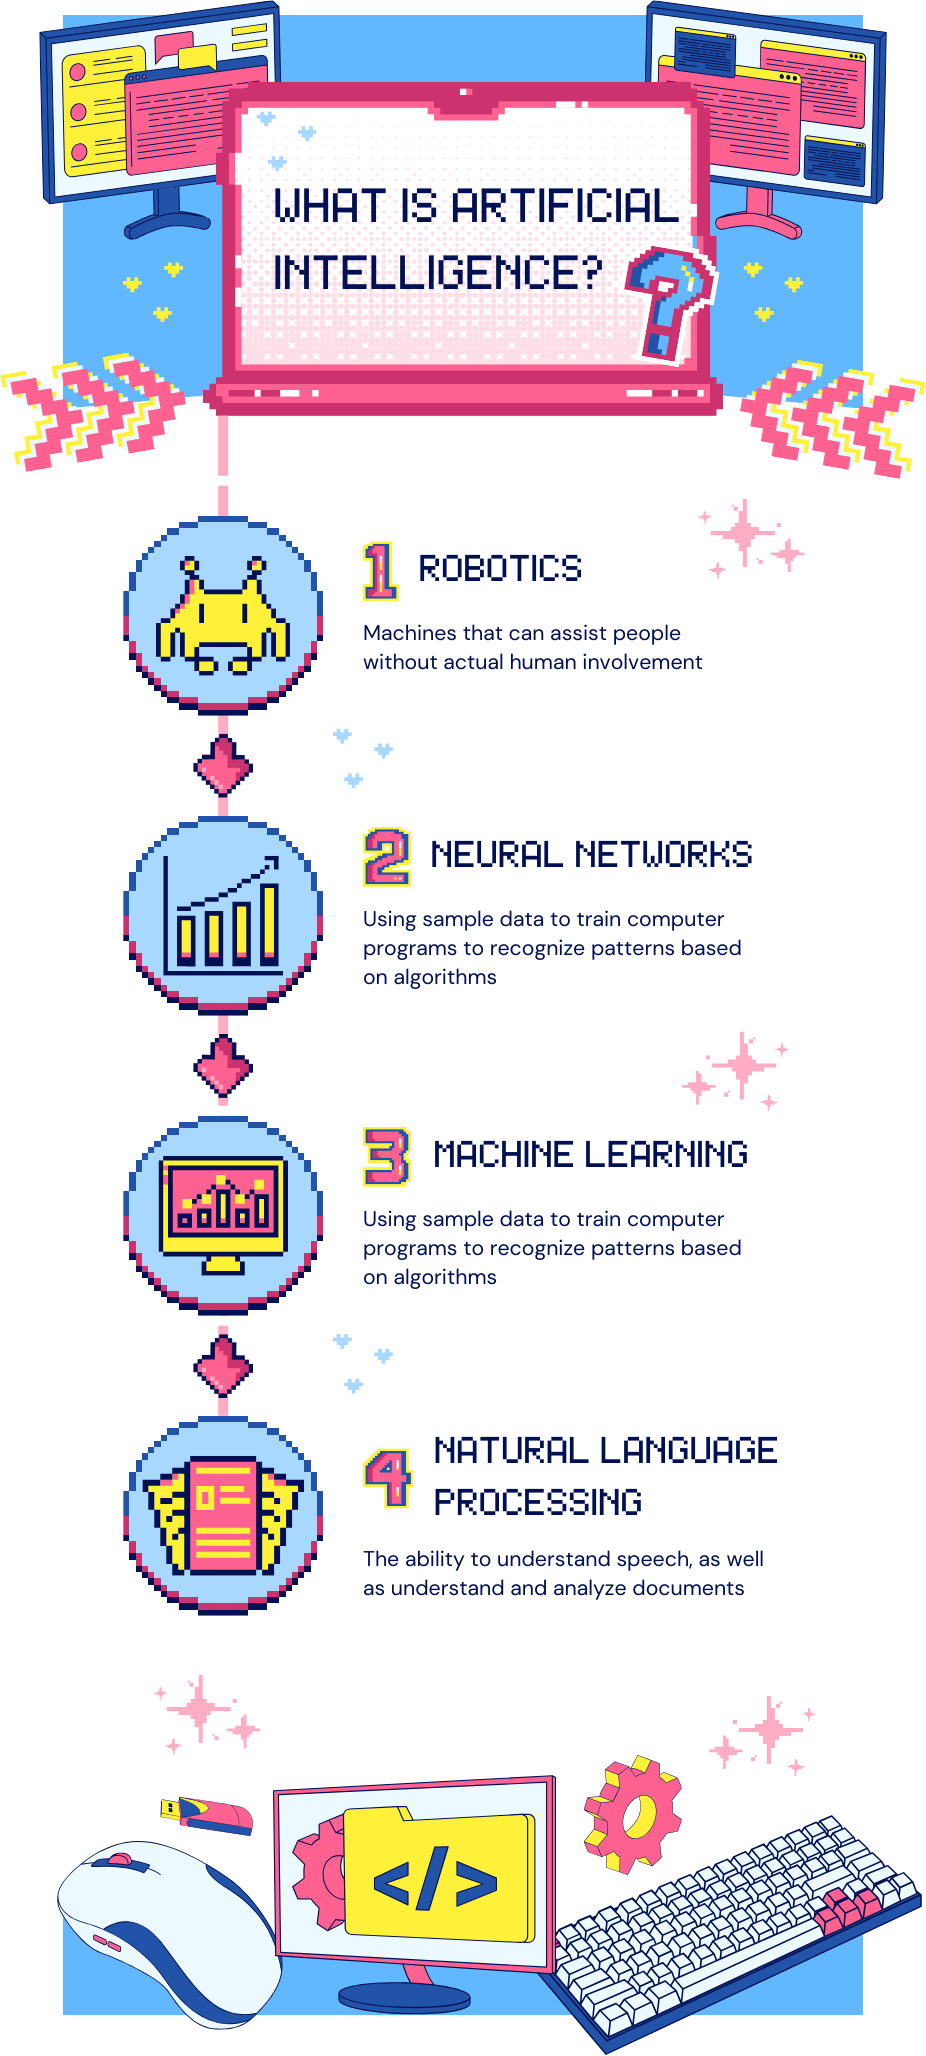 WHAT IS ARTIFICIAL
INTELLIGENCE?
?
1 ROBOTICS
Machines that can assist people
without actual human involvement
2 NEURAL NETWORKS
Using sample data to train computer
programs to recognize patterns based
on algorithms
3 MACHINE LEARNING
Using sample data to train computer
programs to recognize patterns based
on algorithms
4 NATURAL LANGUAGE
PROCESSING
The ability to understand speech, as well
as understand and analyze documents
</>